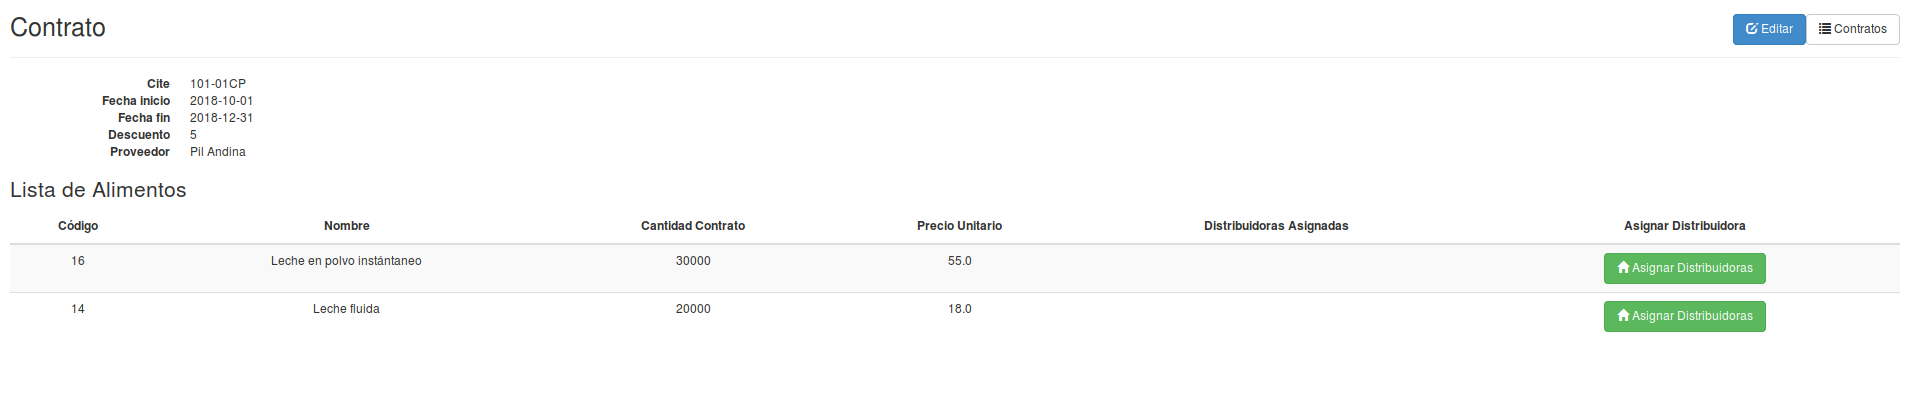 Contrato
Editar
Contratos
Cite 101-01CP
Fecha inicio 2018-10-01
Fecha fin 2018-12-31
Descuento 5
Proveedor Pil Andina
Lista de Alimentos
Código Nombre Cantidad Contrato Precio Unitario Distribuidoras Asignadas Asignar Distribuidora
16 Leche en polvo instántaneo 30000 55.0 Asignar Distribuidoras
14 Leche fluida 20000 18.0 Asignar Distribuidoras